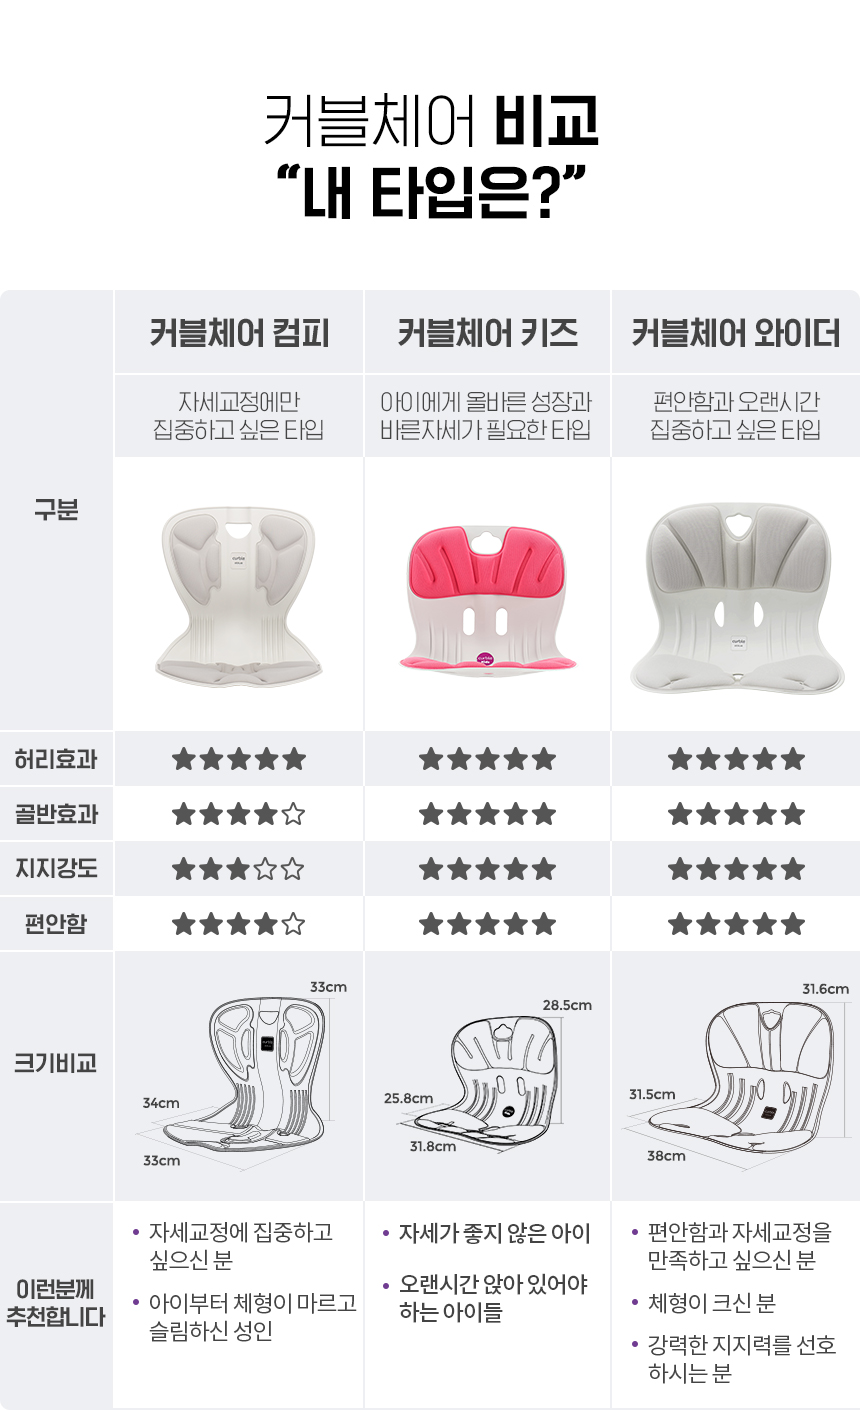 커블체어 비교
“내 타입은?”
구분
커블체어 컴피
커블체어 키즈
커블체어 와이더
자세교정에만
집중하고 싶은 타입
아이에게 올바른 성장과
바른자세가 필요한 타입
편안함과 오랜시간
집중하고 싶은 타입
curble
curble
curble
허리효과
★★★★★
★★★★★
★★★★★
골반효과
★★★★☆
★★★★★
★★★★★
지지강도
★★★☆☆
★★★★★
★★★★★
편안함
★★★★☆
★★★★★
★★★★★
크기비교
33cm
34cm
33cm
28.5cm
25.8cm
31.8cm
31.6cm
31.5cm
38cm
이런분께
추천합니다
• 자세교정에 집중하고
싶으신 분
• 아이부터 체형이 마르고
슬림하신 성인
• 자세가 좋지 않은 아이
• 오랜시간 앉아 있어야
하는 아이들
• 편안함과 자세교정을
만족하고 싶으신 분
• 체형이 크신 분
• 강력한 지지력를 선호
하시는 분